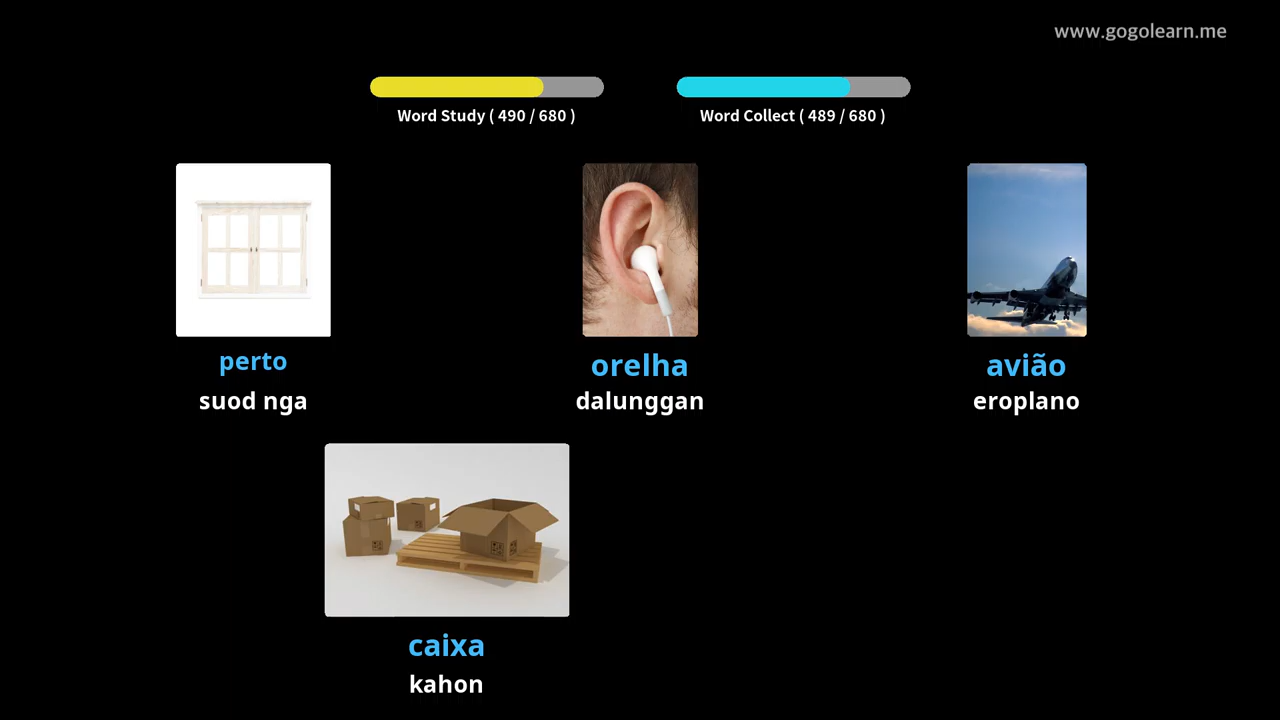 www.gogolearn.me
Word Study ( 490 / 680 )
Word Collect ( 489 / 680 )
perto
suod nga
orelha
dalunggan
avião
eroplano
caixa
kahon